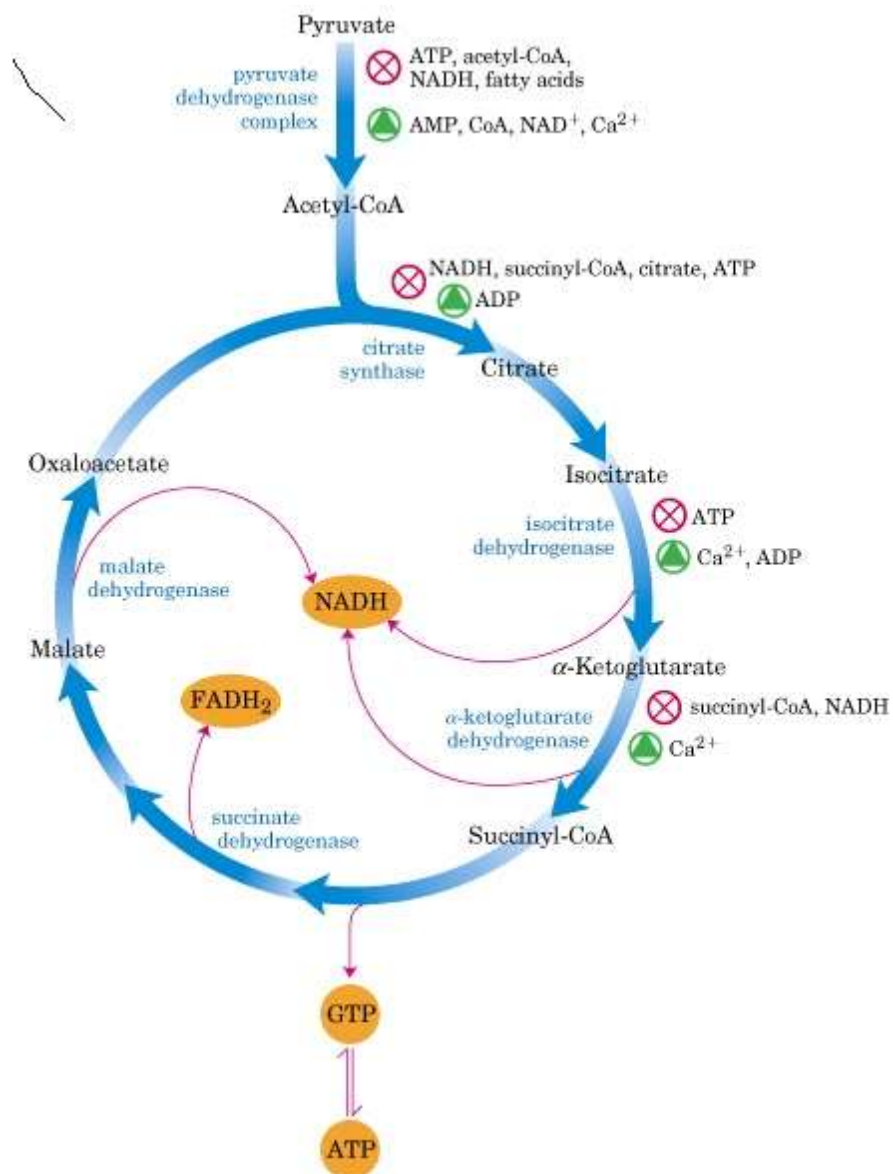 Pyruvate
ATP, acetyl-CoA,
NADH, fatty acids
pyruvate
dehydrogenase
complex
AMP, CoA, NAD⁺, Ca²⁺
Acetyl-CoA
NADH, succinyl-CoA, citrate, ATP
ADP
citrate
synthase
Citrate
Oxaloacetate
Isocitrate
ATP
isocitrate
dehydrogenase
Ca²⁺, ADP
malate
dehydrogenase
NADH
Malate
α-Ketoglutarate
FADH₂
succinyl-CoA, NADH
α-ketoglutarate
dehydrogenase
Ca²⁺
succinate
dehydrogenase
Succinyl-CoA
GTP
ATP